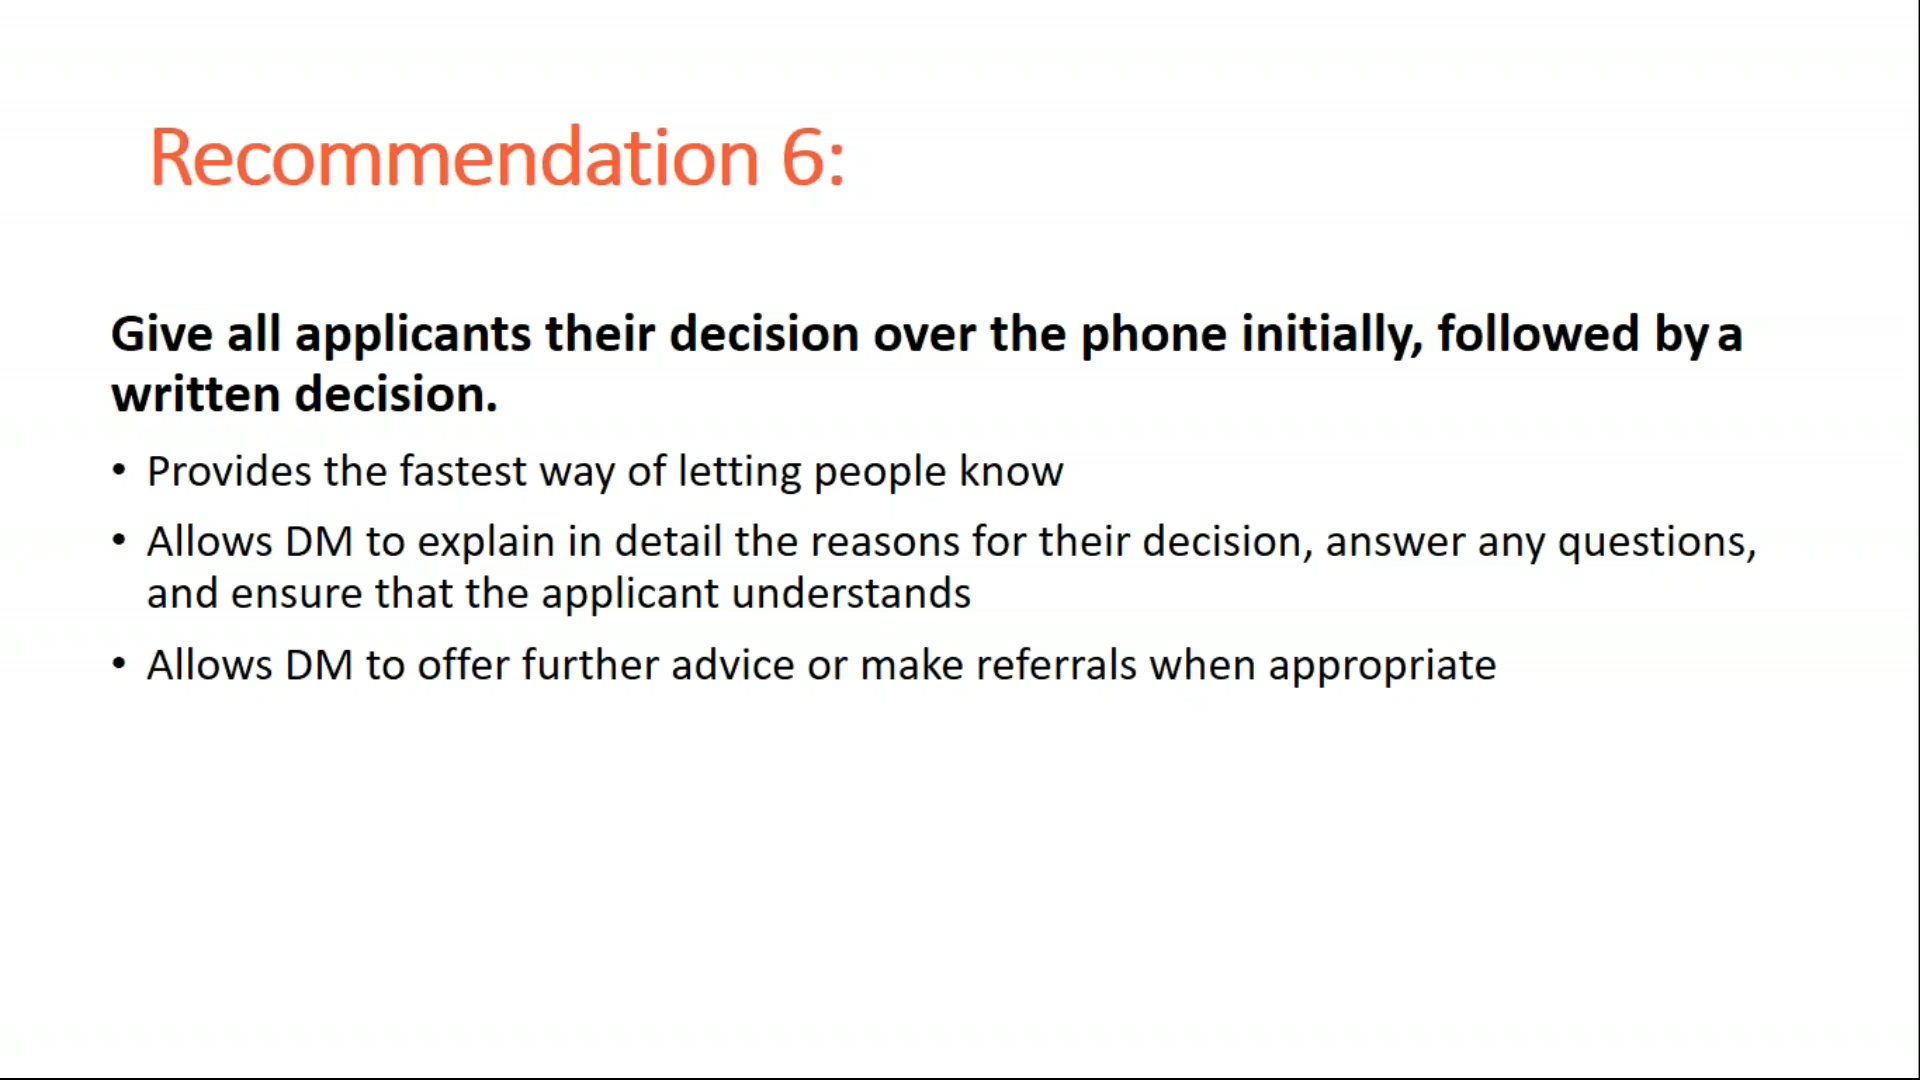 Recommendation 6:
Give all applicants their decision over the phone initially, followed by a
written decision.
• Provides the fastest way of letting people know
• Allows DM to explain in detail the reasons for their decision, answer any questions,
and ensure that the applicant understands
• Allows DM to offer further advice or make referrals when appropriate